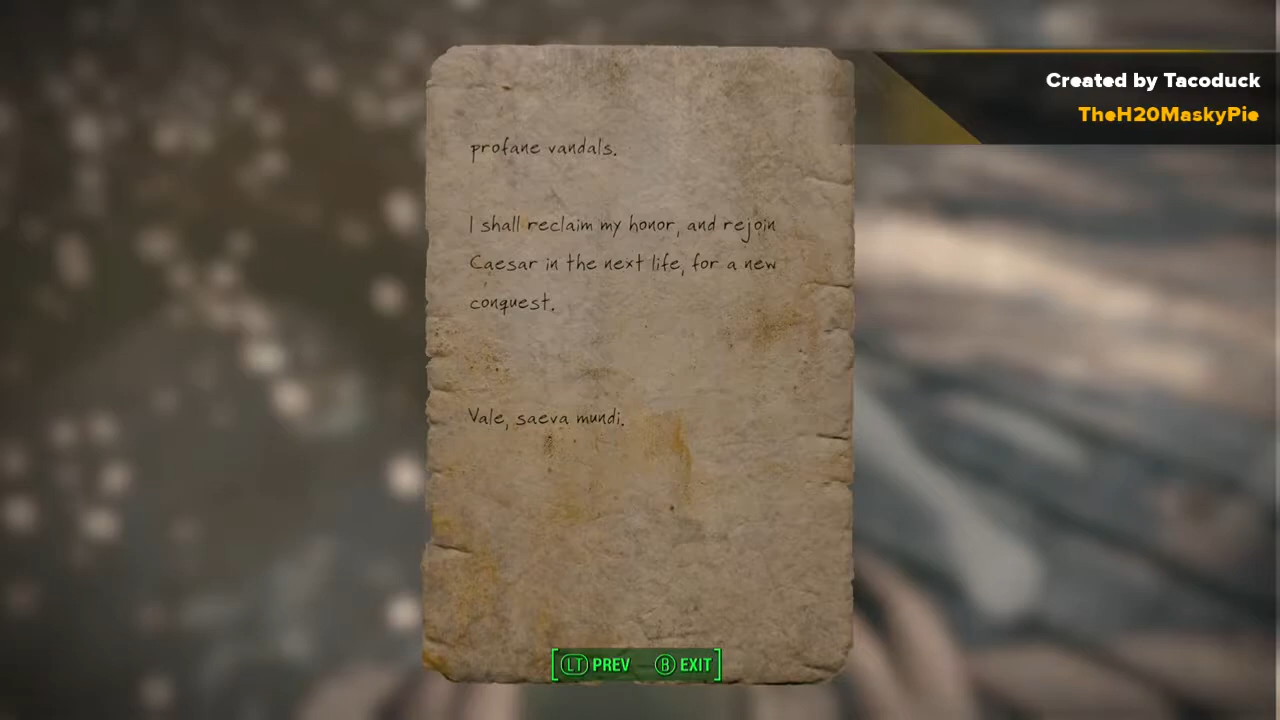 Created by Tacoduck
TheH20MaskyPie
profane vandals.
I shall reclaim my honor, and rejoin
Caesar in the next life, for a new
conquest.
Vale, saeva mundi.
LT PREV B EXIT